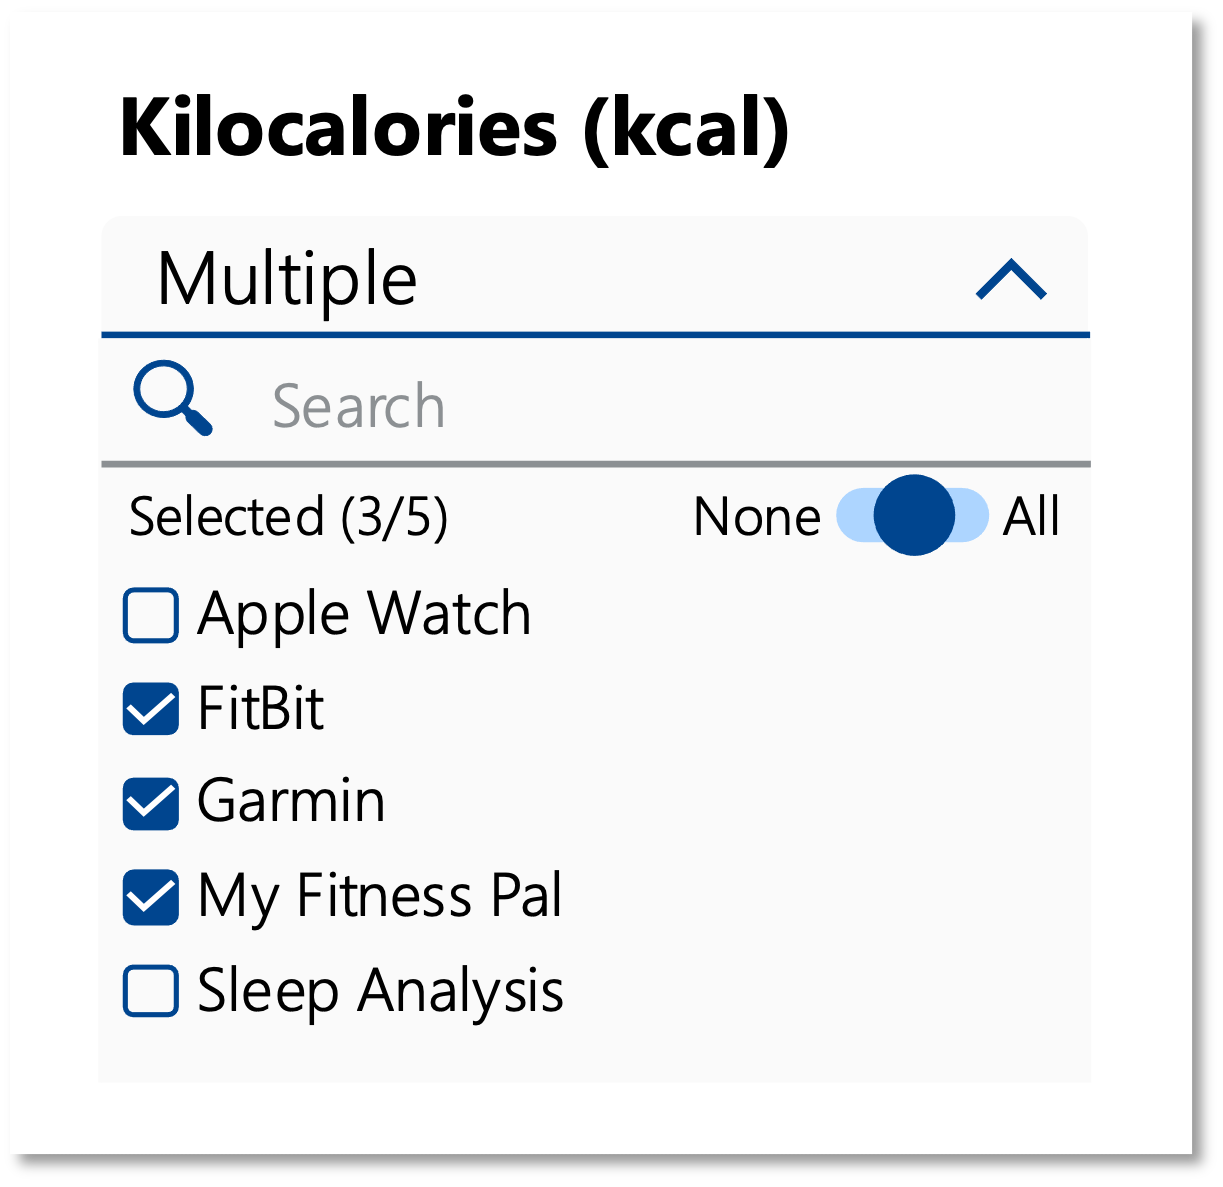 Kilocalories (kcal)
Multiple
Search
Selected (3/5) None All
Apple Watch
FitBit
Garmin
My Fitness Pal
Sleep Analysis